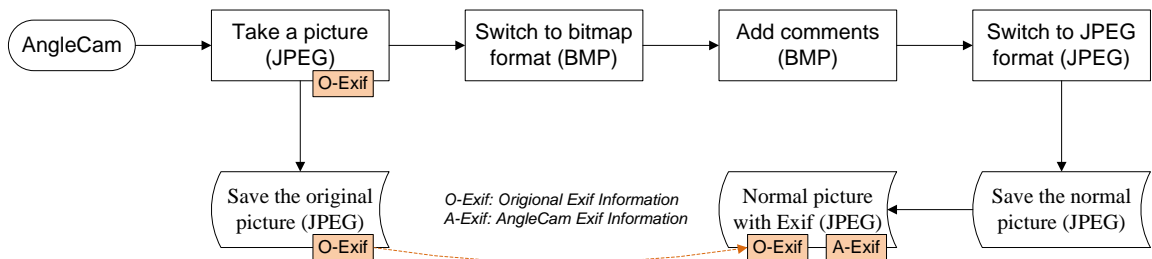 AngleCam
Take a picture
(JPEG)
O-Exif
Switch to bitmap
format (BMP)
Add comments
(BMP)
Switch to JPEG
format (JPEG)
Save the original
picture (JPEG)
O-Exif
O-Exif: Origional Exif Information
A-Exif: AngleCam Exif Information
Normal picture
with Exif (JPEG)
O-Exif
A-Exif
Save the normal
picture (JPEG)